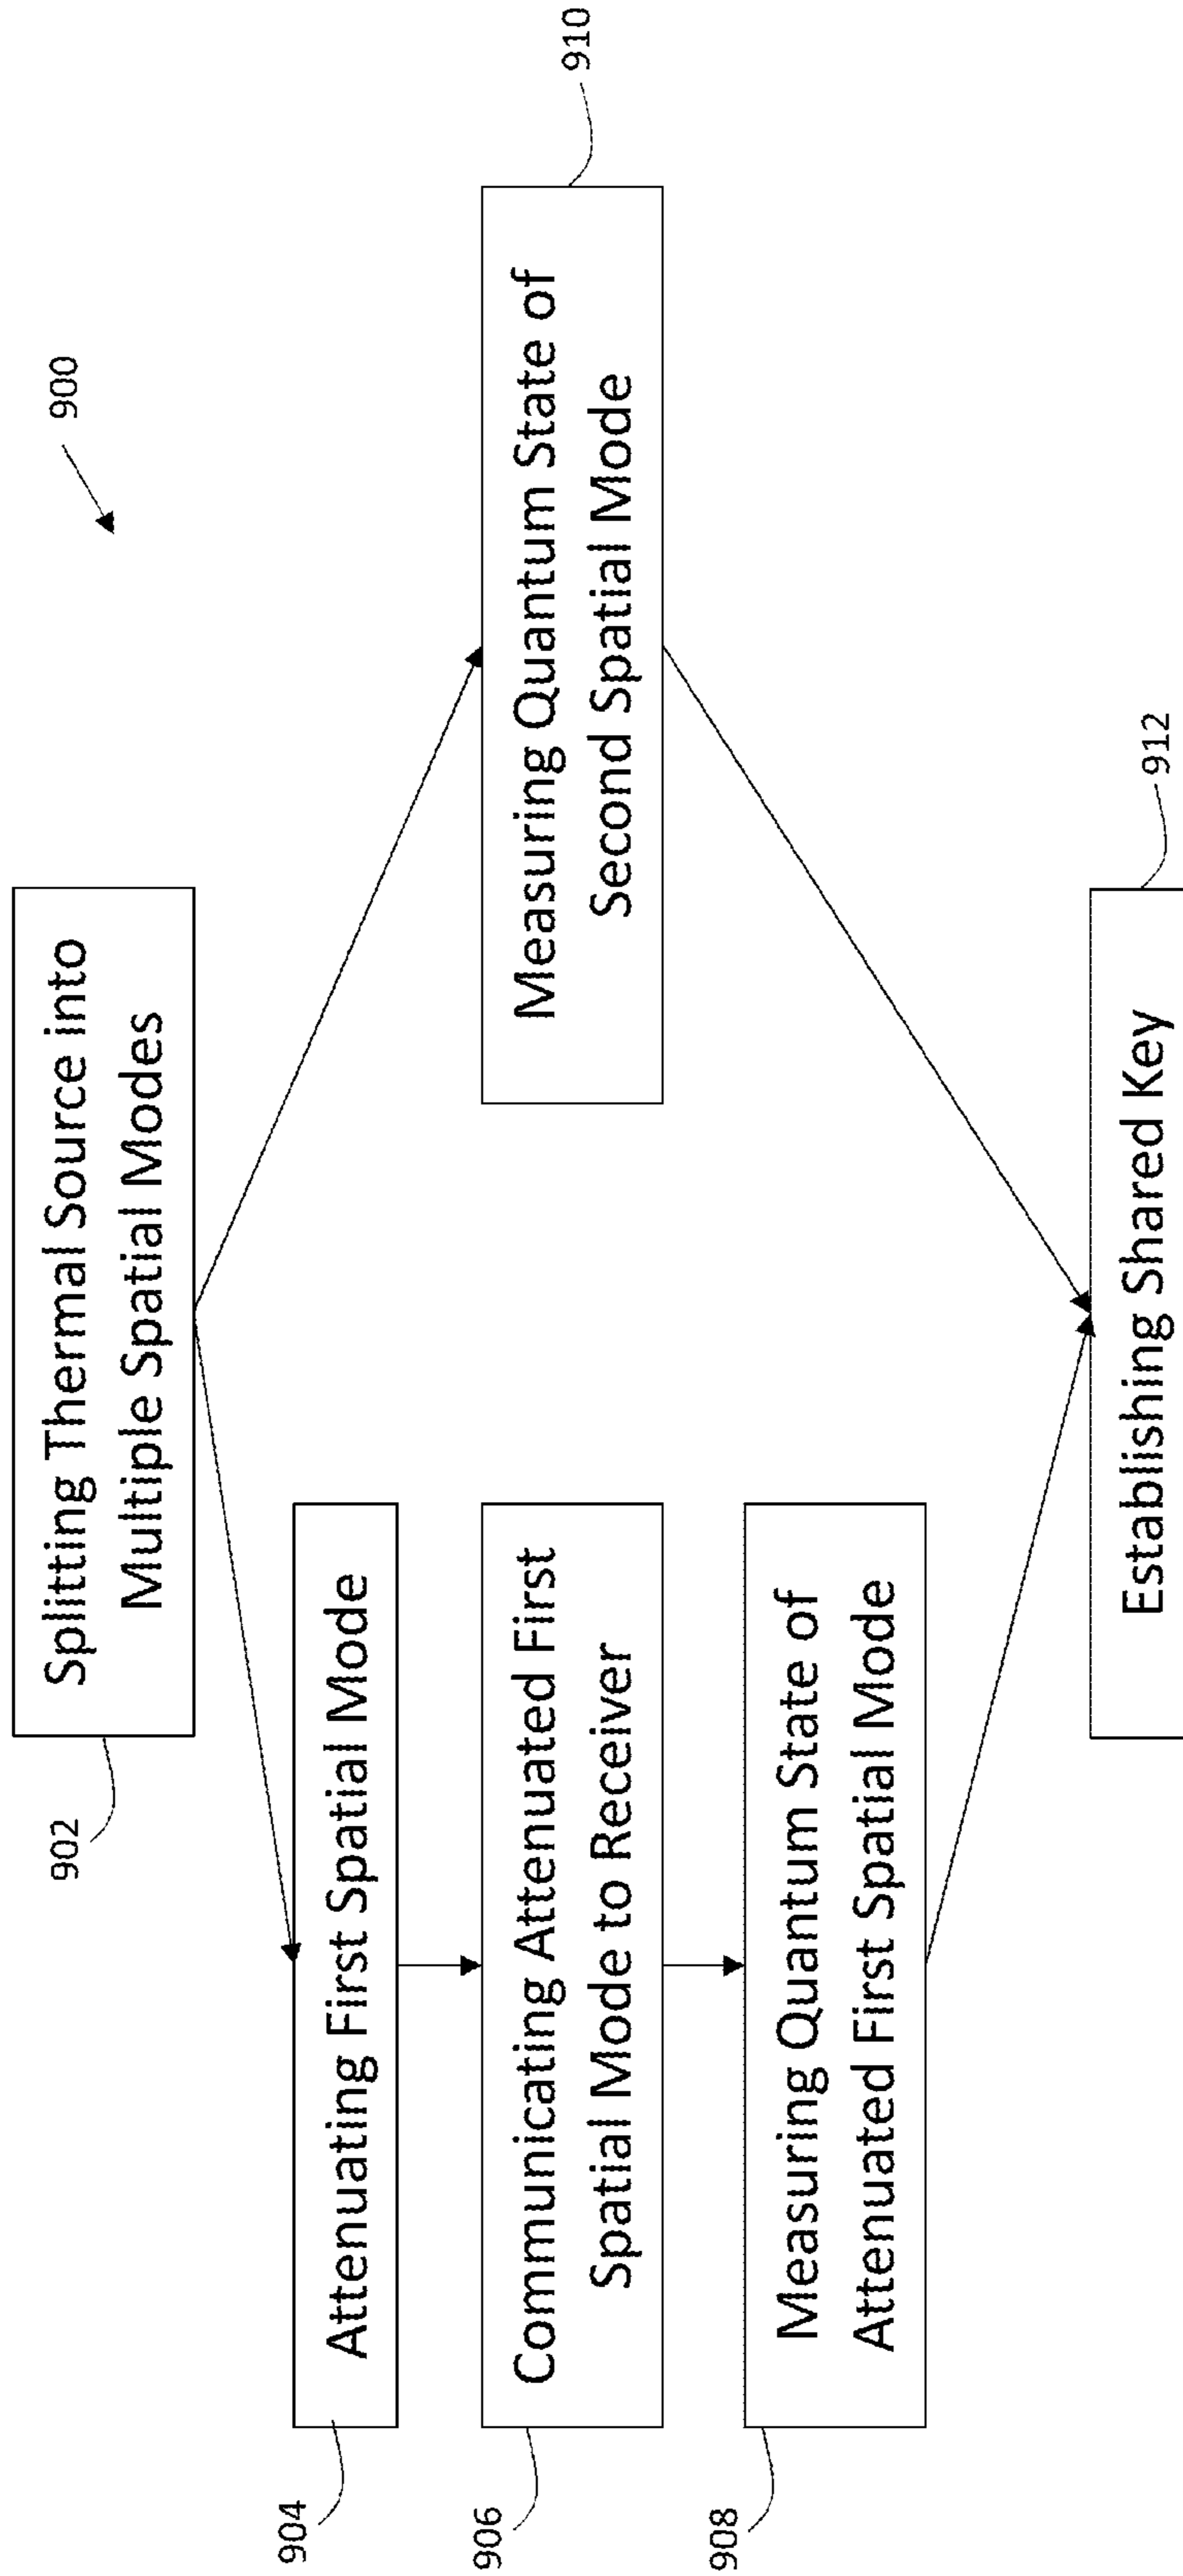 900
902
Splitting Thermal Source into
Multiple Spatial Modes
904
Attenuating First Spatial Mode
906
Communicating Attenuated First
Spatial Mode to Receiver
908
Measuring Quantum State of
Attenuated First Spatial Mode
910
Measuring Quantum State of
Second Spatial Mode
912
Establishing Shared Key